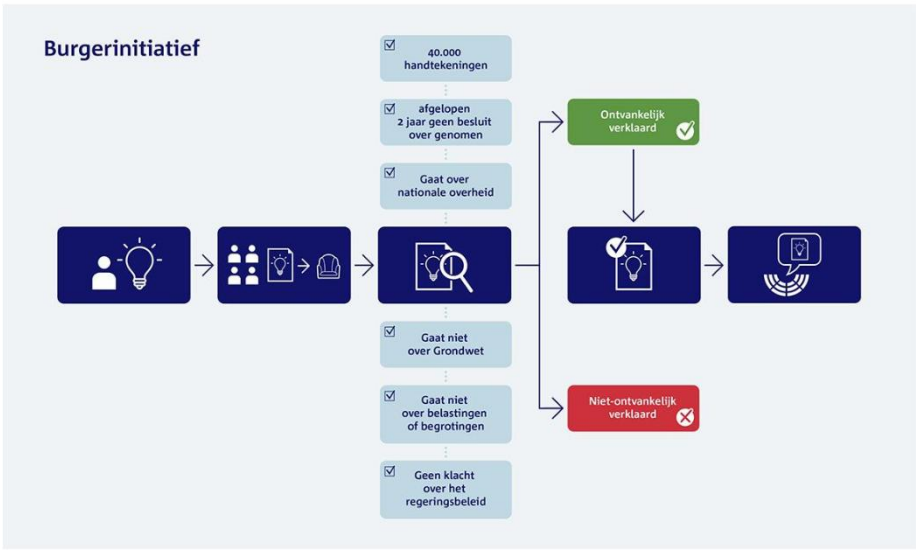 Burgerinitiatief
40.000
handtekeningen
afgelopen
2 jaar geen besluit
over genomen
Gaat over
nationale overheid
Gaat niet
over Grondwet
Gaat niet
over belastingen
of begrotingen
Geen klacht
over het
regeringsbeleid
Ontvankelijk
verklaard
Niet-ontvankelijk
verklaard